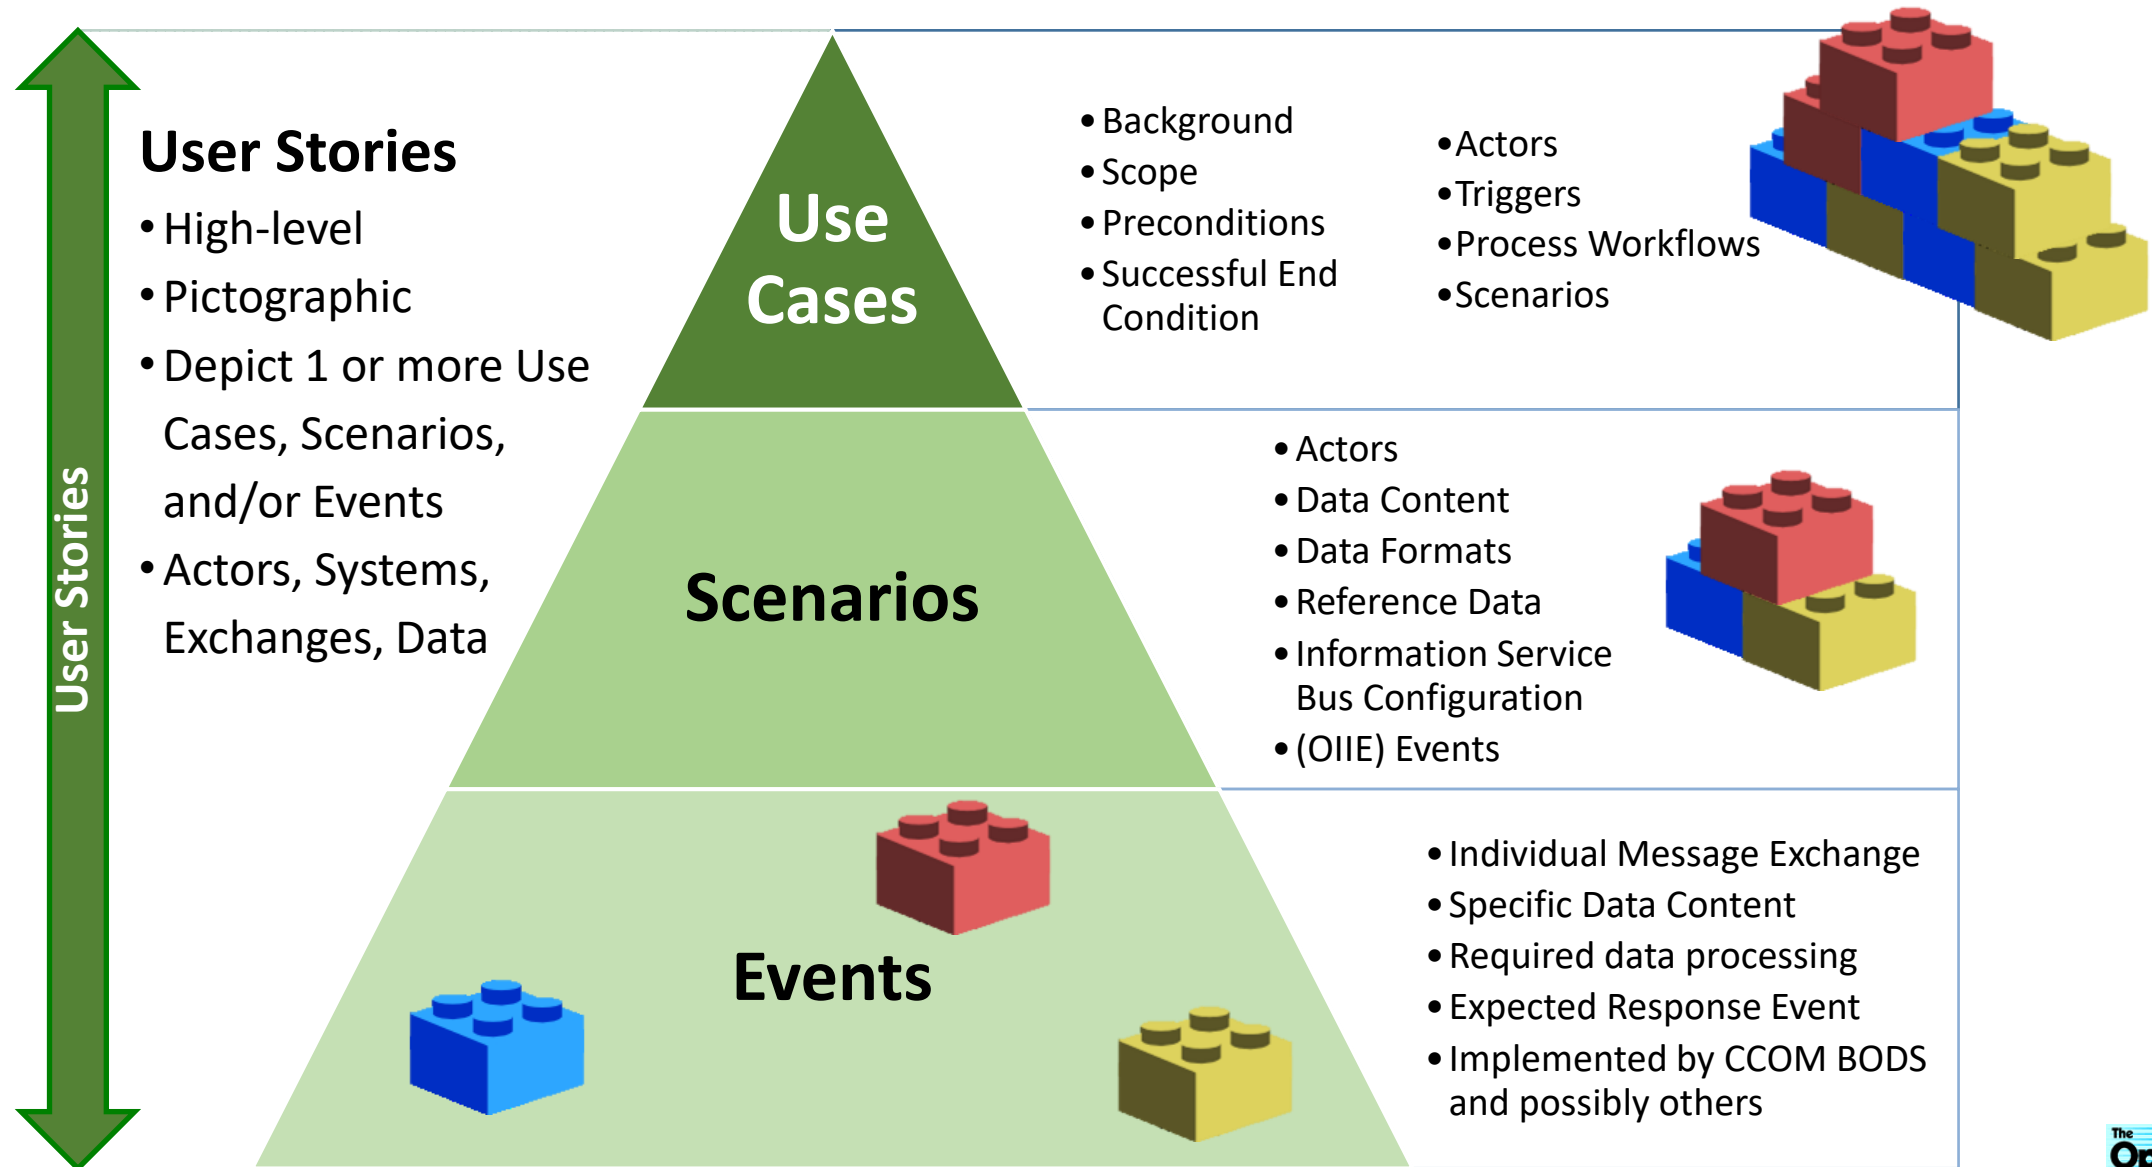 User Stories
User Stories
• High-level
• Pictographic
• Depict 1 or more Use
Cases, Scenarios,
and/or Events
• Actors, Systems,
Exchanges, Data
Use
Cases
• Background
• Scope
• Preconditions
• Successful End
Condition
• Actors
• Triggers
• Process Workflows
• Scenarios
Scenarios
• Actors
• Data Content
• Data Formats
• Reference Data
• Information Service
Bus Configuration
• (OIIE) Events
Events
• Individual Message Exchange
• Specific Data Content
• Required data processing
• Expected Response Event
• Implemented by CCOM BODS
and possibly others
The